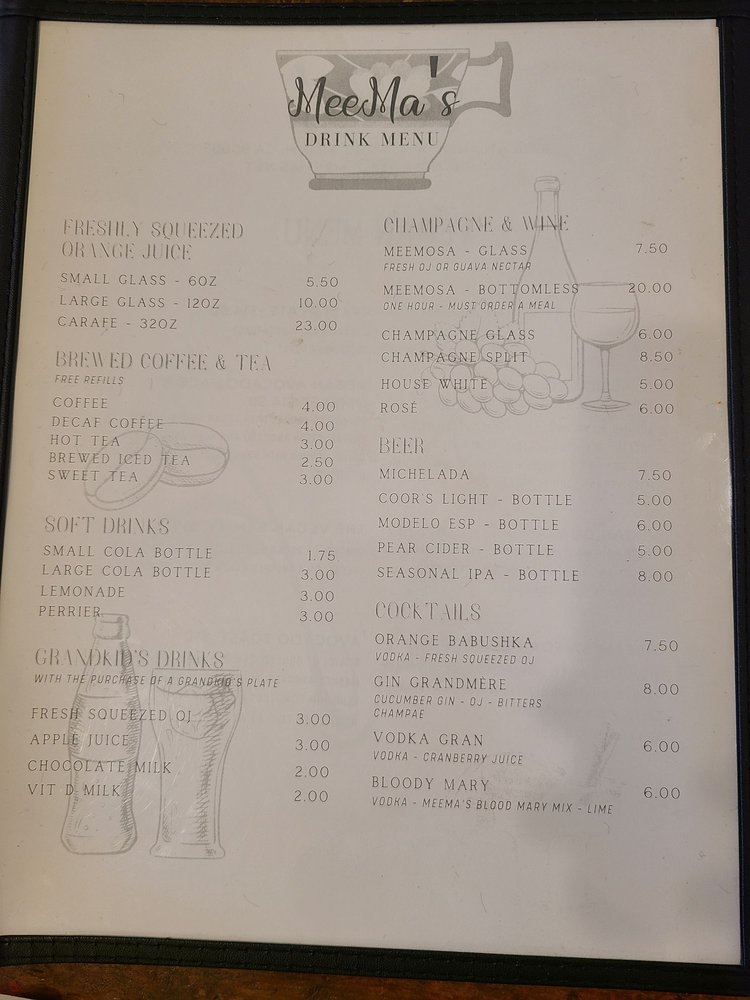 MeeMa's
DRINK MENU
FRESHLY SQUEEZED
ORANGE JUICE
SMALL GLASS - 6OZ 5.50
LARGE GLASS - 12OZ 10.00
CARAFE - 32OZ 23.00
BREWED COFFEE & TEA
FREE REFILLS
COFFEE 4.00
DECAF COFFEE 4.00
HOT TEA 3.00
BREWED ICED TEA 2.50
SWEET TEA 3.00
SOFT DRINKS
SMALL COLA BOTTLE 1.75
LARGE COLA BOTTLE 3.00
LEMONADE 3.00
PERRIER 3.00
GRANDKID'S DRINKS
WITH THE PURCHASE OF A GRANDKID'S PLATE
FRESH SQUEEZED OJ 3.00
APPLE JUICE 3.00
CHOCOLATE MILK 2.00
VIT D MILK 2.00
CHAMPAGNE & WINE
MEEMOSA - GLASS 7.50
FRESH OJ OR GUAVA NECTAR
MEEMOSA - BOTTOMLESS 20.00
ONE HOUR - MUST ORDER A MEAL
CHAMPAGNE GLASS 6.00
CHAMPAGNE SPLIT 8.50
HOUSE WHITE 5.00
ROSÉ 6.00
BEER
MICHELADA 7.50
COOR'S LIGHT - BOTTLE 5.00
MODELO ESP - BOTTLE 6.00
PEAR CIDER - BOTTLE 5.00
SEASONAL IPA - BOTTLE 8.00
COCKTAILS
ORANGE BABUSHKA 7.50
VODKA - FRESH SQUEEZED OJ
GIN GRANDMÈRE 8.00
CUCUMBER GIN - OJ - BITTERS
CHAMPAE
VODKA GRAN 6.00
VODKA - CRANBERRY JUICE
BLOODY MARY 6.00
VODKA - MEEMA'S BLOOD MARY MIX - LIME